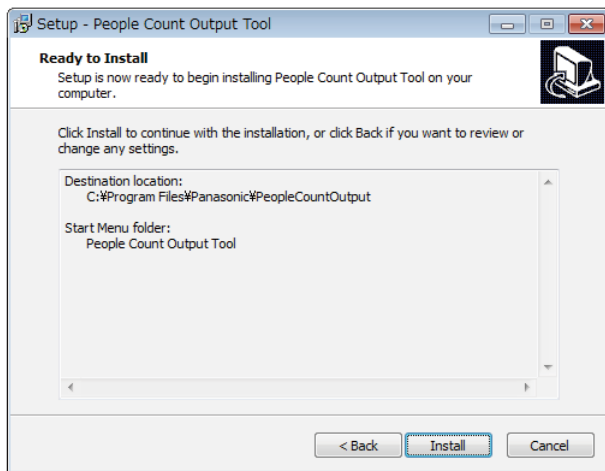 Setup - People Count Output Tool
Ready to Install
Setup is now ready to begin installing People Count Output Tool on your
computer.
Click Install to continue with the installation, or click Back if you want to review or
change any settings.
Destination location:
C:¥Program Files¥Panasonic¥PeopleCountOutput
Start Menu folder:
People Count Output Tool
< Back
Install
Cancel